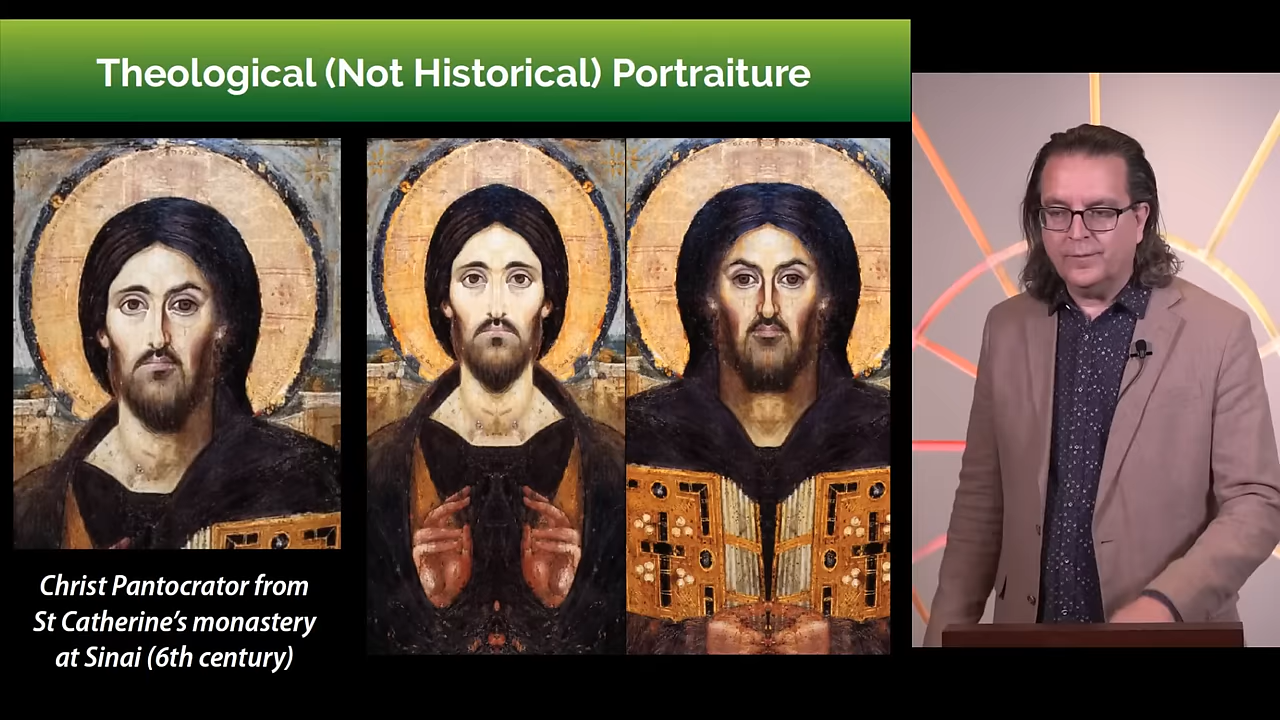 Theological (Not Historical) Portraiture
Christ Pantocrator from
St Catherine's monastery
at Sinai (6th century)